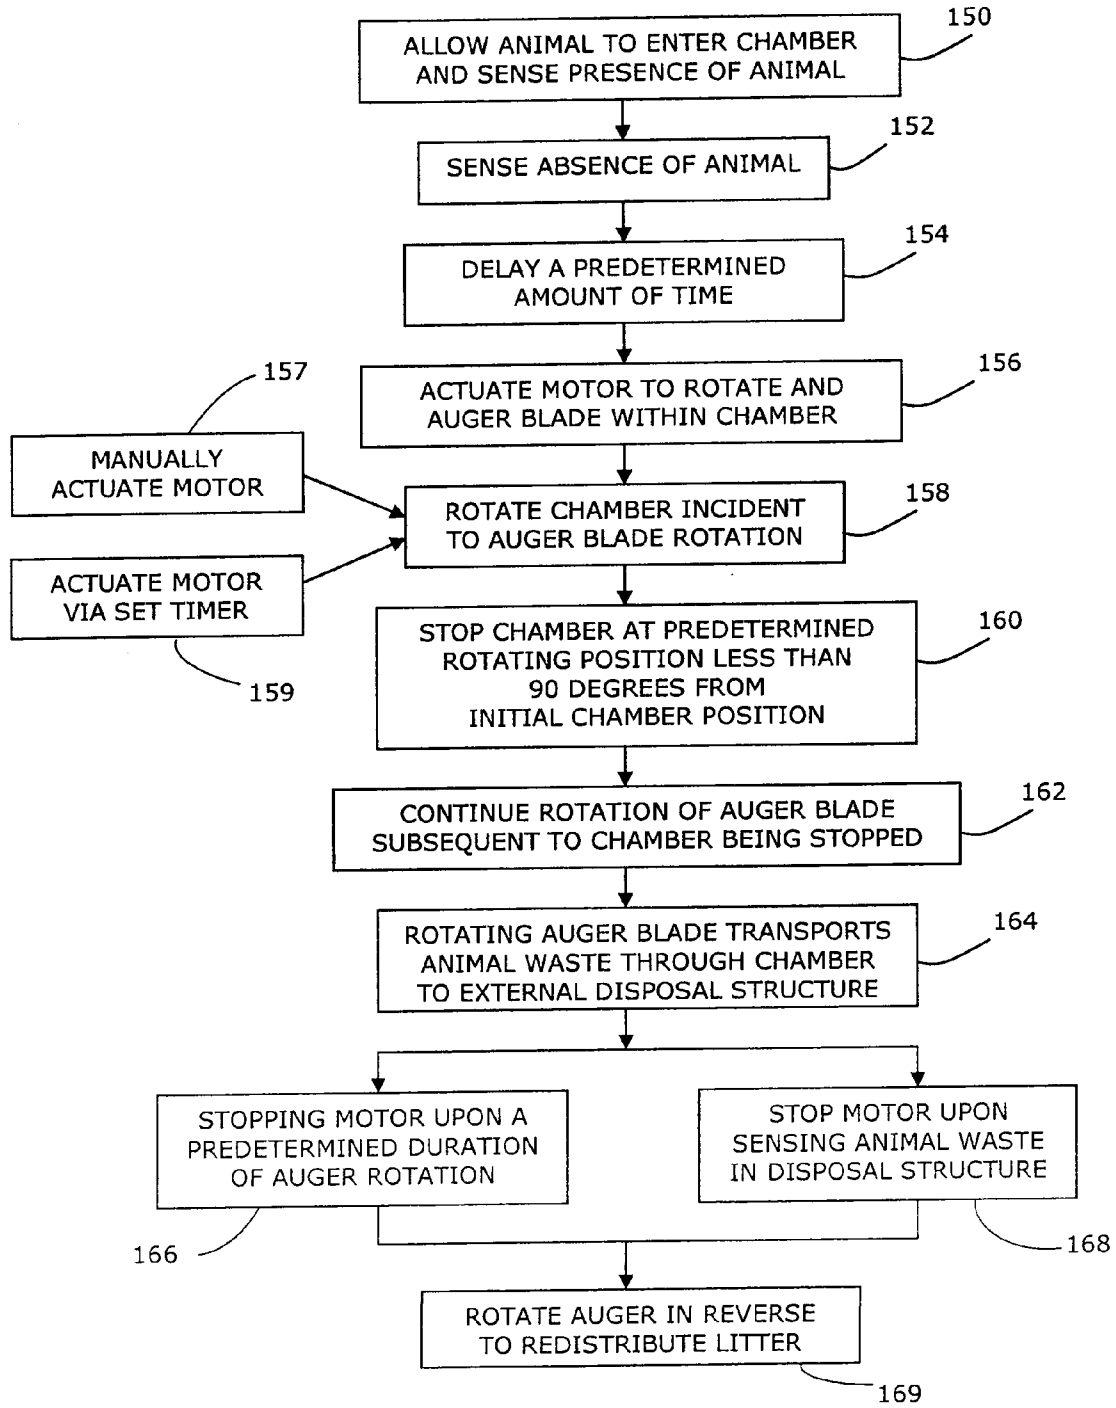 150
ALLOW ANIMAL TO ENTER CHAMBER
AND SENSE PRESENCE OF ANIMAL
152
SENSE ABSENCE OF ANIMAL
154
DELAY A PREDETERMINED
AMOUNT OF TIME
156
ACTUATE MOTOR TO ROTATE AND
AUGER BLADE WITHIN CHAMBER
157
MANUALLY
ACTUATE MOTOR
158
ROTATE CHAMBER INCIDENT
TO AUGER BLADE ROTATION
ACTUATE MOTOR
VIA SET TIMER
159
160
STOP CHAMBER AT PREDETERMINED
ROTATING POSITION LESS THAN
90 DEGREES FROM
INITIAL CHAMBER POSITION
162
CONTINUE ROTATION OF AUGER BLADE
SUBSEQUENT TO CHAMBER BEING STOPPED
164
ROTATING AUGER BLADE TRANSPORTS
ANIMAL WASTE THROUGH CHAMBER
TO EXTERNAL DISPOSAL STRUCTURE
STOPPING MOTOR UPON A
PREDETERMINED DURATION
OF AUGER ROTATION
166
STOP MOTOR UPON
SENSING ANIMAL WASTE
IN DISPOSAL STRUCTURE
168
ROTATE AUGER IN REVERSE
TO REDISTRIBUTE LITTER
169